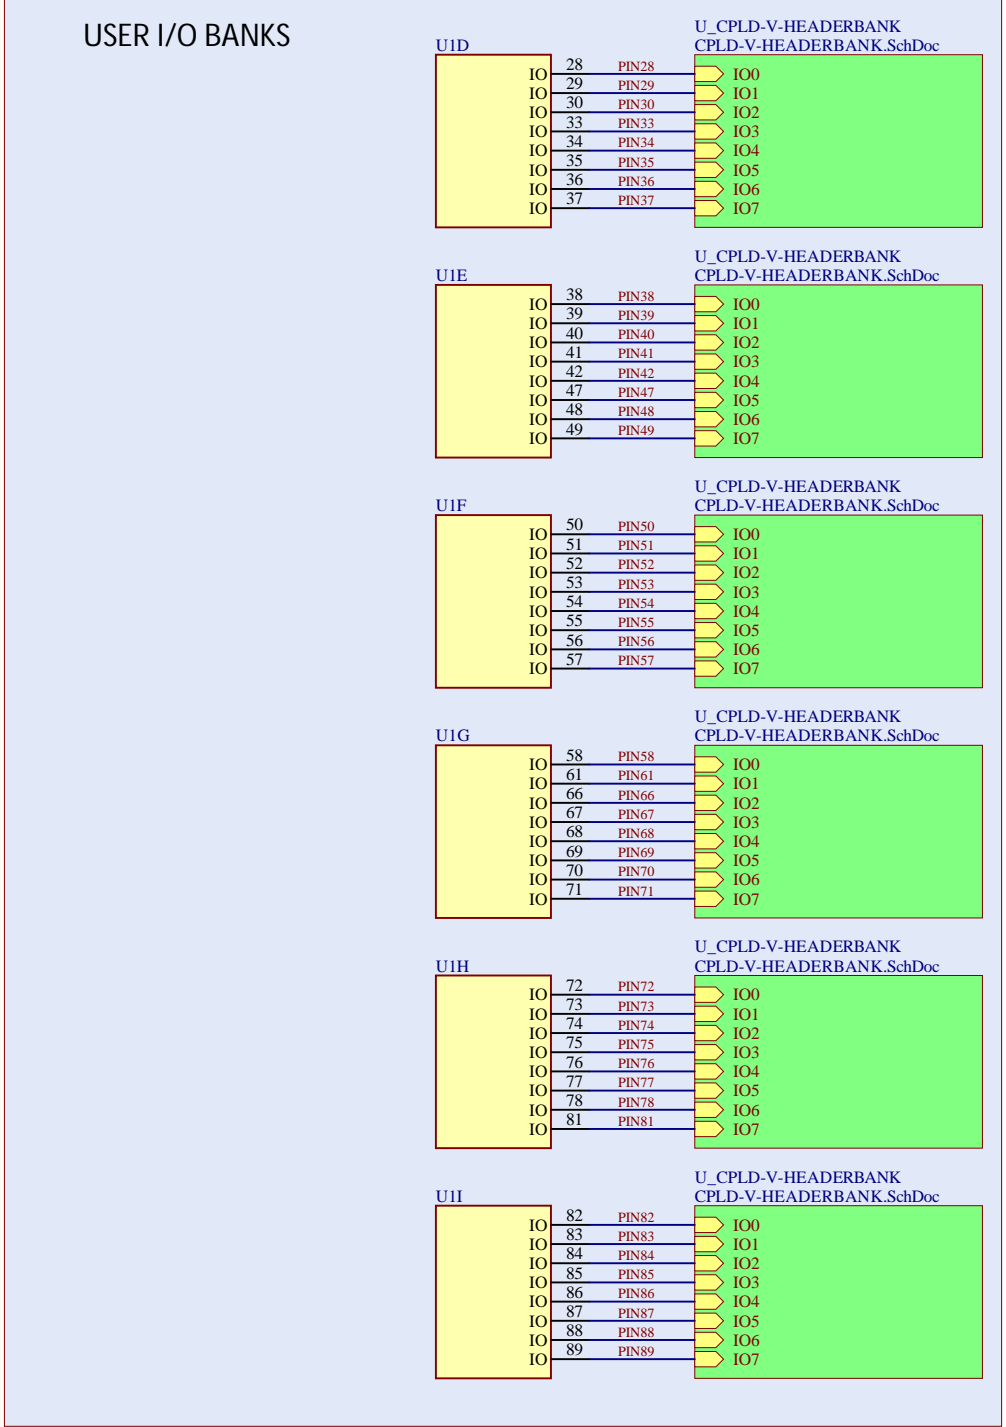 USER I/O BANKS
U_CPLD-V-HEADERBANK
U1D CPLD-V-HEADERBANK.SchDoc
IO 28 PIN28 IO0
IO 29 PIN29 IO1
IO 30 PIN30 IO2
IO 33 PIN33 IO3
IO 34 PIN34 IO4
IO 35 PIN35 IO5
IO 36 PIN36 IO6
IO 37 PIN37 IO7
U_CPLD-V-HEADERBANK
U1E CPLD-V-HEADERBANK.SchDoc
IO 38 PIN38 IO0
IO 39 PIN39 IO1
IO 40 PIN40 IO2
IO 41 PIN41 IO3
IO 42 PIN42 IO4
IO 47 PIN47 IO5
IO 48 PIN48 IO6
IO 49 PIN49 IO7
U_CPLD-V-HEADERBANK
U1F CPLD-V-HEADERBANK.SchDoc
IO 50 PIN50 IO0
IO 51 PIN51 IO1
IO 52 PIN52 IO2
IO 53 PIN53 IO3
IO 54 PIN54 IO4
IO 55 PIN55 IO5
IO 56 PIN56 IO6
IO 57 PIN57 IO7
U_CPLD-V-HEADERBANK
U1G CPLD-V-HEADERBANK.SchDoc
IO 58 PIN58 IO0
IO 61 PIN61 IO1
IO 66 PIN66 IO2
IO 67 PIN67 IO3
IO 68 PIN68 IO4
IO 69 PIN69 IO5
IO 70 PIN70 IO6
IO 71 PIN71 IO7
U_CPLD-V-HEADERBANK
U1H CPLD-V-HEADERBANK.SchDoc
IO 72 PIN72 IO0
IO 73 PIN73 IO1
IO 74 PIN74 IO2
IO 75 PIN75 IO3
IO 76 PIN76 IO4
IO 77 PIN77 IO5
IO 78 PIN78 IO6
IO 81 PIN81 IO7
U_CPLD-V-HEADERBANK
U1I CPLD-V-HEADERBANK.SchDoc
IO 82 PIN82 IO0
IO 83 PIN83 IO1
IO 84 PIN84 IO2
IO 85 PIN85 IO3
IO 86 PIN86 IO4
IO 87 PIN87 IO5
IO 88 PIN88 IO6
IO 89 PIN89 IO7